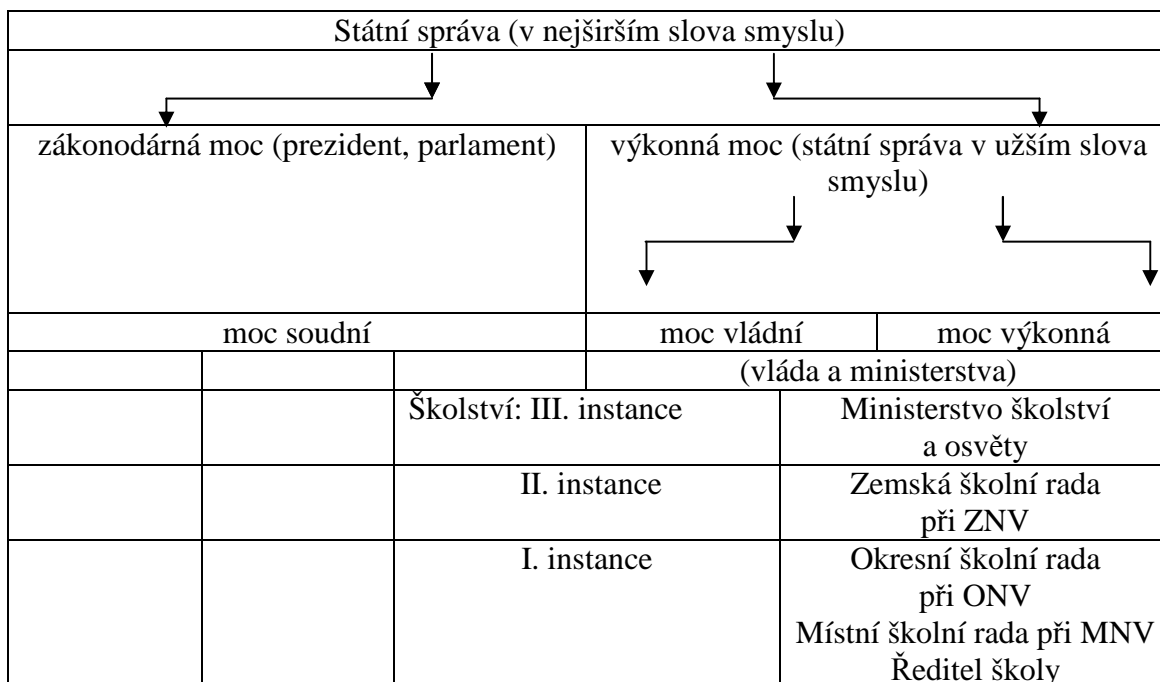 Státní správa (v nejširším slova smyslu)
zákonodárná moc (prezident, parlament)
výkonná moc (státní správa v užším slova
smyslu)
moc soudní
moc vládní
moc výkonná
(vláda a ministerstva)
Školství: III. instance
Ministerstvo školství
a osvěty
II. instance
Zemská školní rada
při ZNV
I. instance
Okresní školní rada
při ONV
Místní školní rada při MNV
Ředitel školy